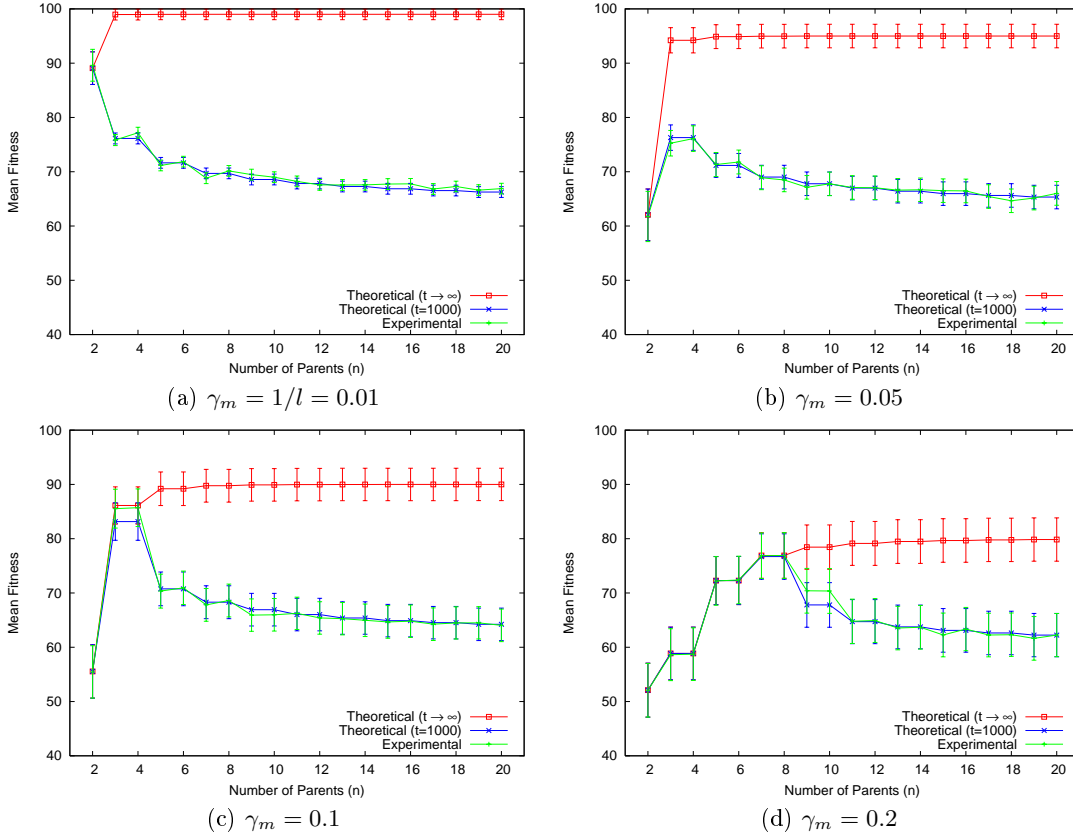 100
90
80
70
60
50
40
Mean Fitness
Theoretical (t → ∞)
Theoretical (t=1000)
Experimental
2 4 6 8 10 12 14 16 18 20
Number of Parents (n)
(a) γm = 1/l = 0.01
100
90
80
70
60
50
40
Mean Fitness
Theoretical (t → ∞)
Theoretical (t=1000)
Experimental
2 4 6 8 10 12 14 16 18 20
Number of Parents (n)
(b) γm = 0.05
100
90
80
70
60
50
40
Mean Fitness
Theoretical (t → ∞)
Theoretical (t=1000)
Experimental
2 4 6 8 10 12 14 16 18 20
Number of Parents (n)
(c) γm = 0.1
100
90
80
70
60
50
40
Mean Fitness
Theoretical (t → ∞)
Theoretical (t=1000)
Experimental
2 4 6 8 10 12 14 16 18 20
Number of Parents (n)
(d) γm = 0.2